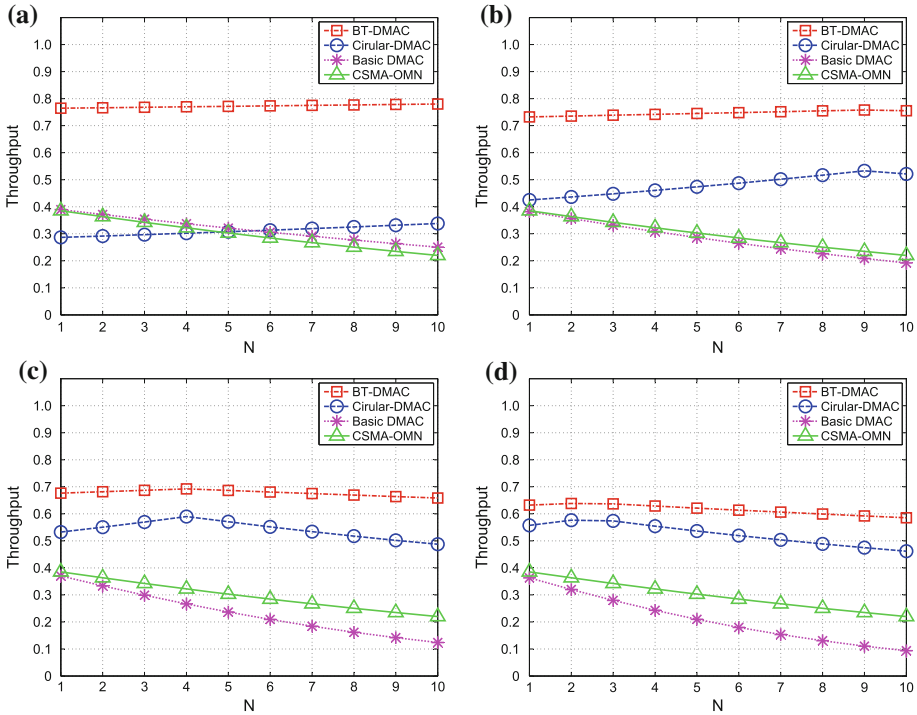 (a)
Throughput
1.0
0.9
0.8
0.7
0.6
0.5
0.4
0.3
0.2
0.1
0
1 2 3 4 5 6 7 8 9 10
N
BT-DMAC
Cirular-DMAC
Basic DMAC
CSMA-OMN
(b)
Throughput
1.0
0.9
0.8
0.7
0.6
0.5
0.4
0.3
0.2
0.1
0
1 2 3 4 5 6 7 8 9 10
N
BT-DMAC
Cirular-DMAC
Basic DMAC
CSMA-OMN
(c)
Throughput
1.0
0.9
0.8
0.7
0.6
0.5
0.4
0.3
0.2
0.1
0
1 2 3 4 5 6 7 8 9 10
N
BT-DMAC
Cirular-DMAC
Basic DMAC
CSMA-OMN
(d)
Throughput
1.0
0.9
0.8
0.7
0.6
0.5
0.4
0.3
0.2
0.1
0
1 2 3 4 5 6 7 8 9 10
N
BT-DMAC
Cirular-DMAC
Basic DMAC
CSMA-OMN